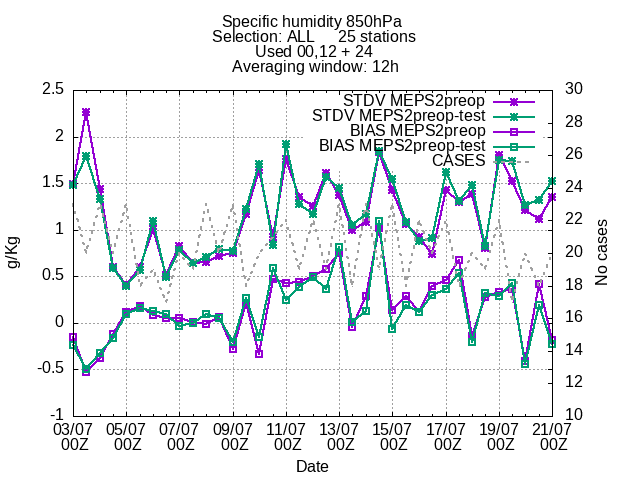 Specific humidity 850hPa
Selection: ALL 25 stations
Used 00,12 + 24
Averaging window: 12h
STDV MEPS2preop
STDV MEPS2preop-test
BIAS MEPS2preop
BIAS MEPS2preop-test
CASES
2.5
2
1.5
1
0.5
0
-0.5
-1
g/Kg
30
28
26
24
22
20
18
16
14
12
10
No cases
03/07 05/07 07/07 09/07 11/07 13/07 15/07 17/07 19/07 21/07
00Z 00Z 00Z 00Z 00Z 00Z 00Z 00Z 00Z 00Z
Date